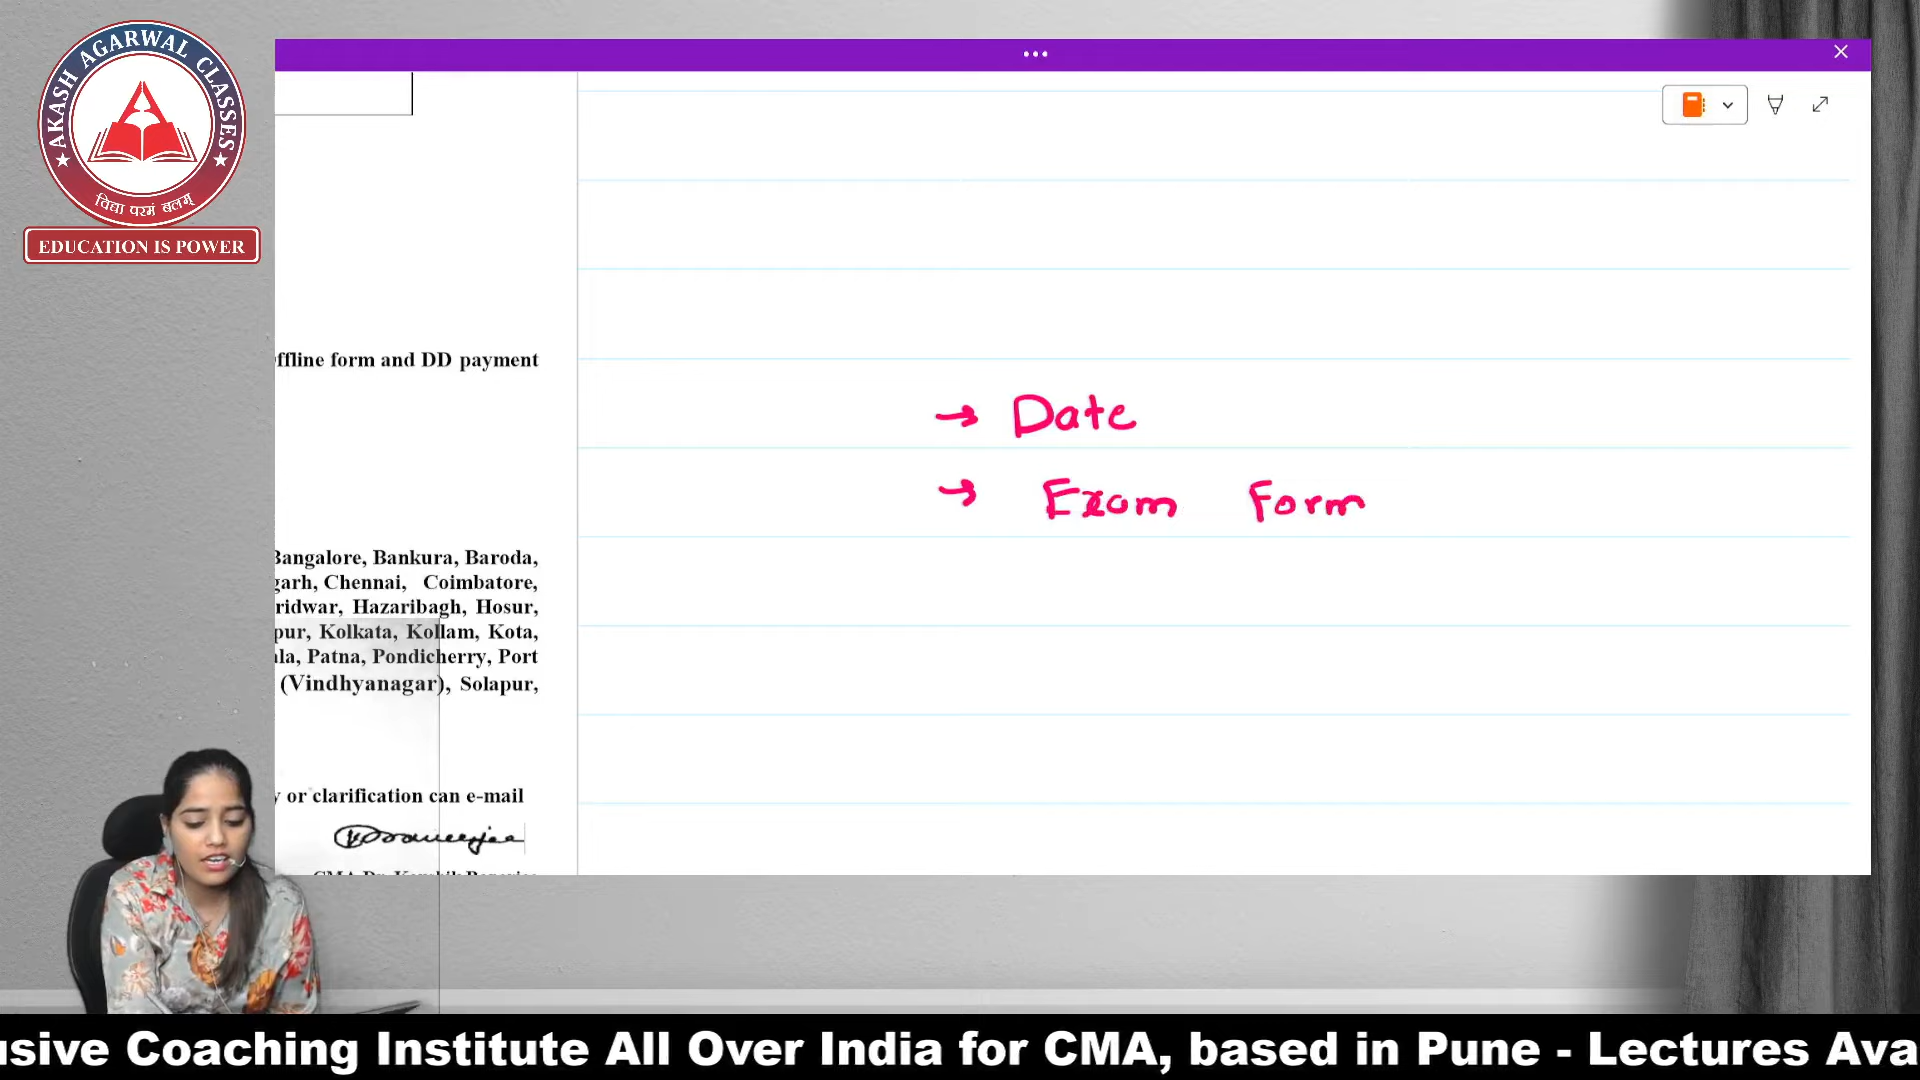 AKASH AGARWAL CLASSES
विद्या परमं बलम्
EDUCATION IS POWER
ffline form and DD payment
→ Date
→ Exam Form
Bangalore, Bankura, Baroda,
garh, Chennai, Coimbatore,
ridwar, Hazaribagh, Hosur,
pur, Kolkata, Kollam, Kota,
la, Patna, Pondicherry, Port
(Vindhyanagar), Solapur,
y or clarification can e-mail
usive Coaching Institute All Over India for CMA, based in Pune - Lectures Ava